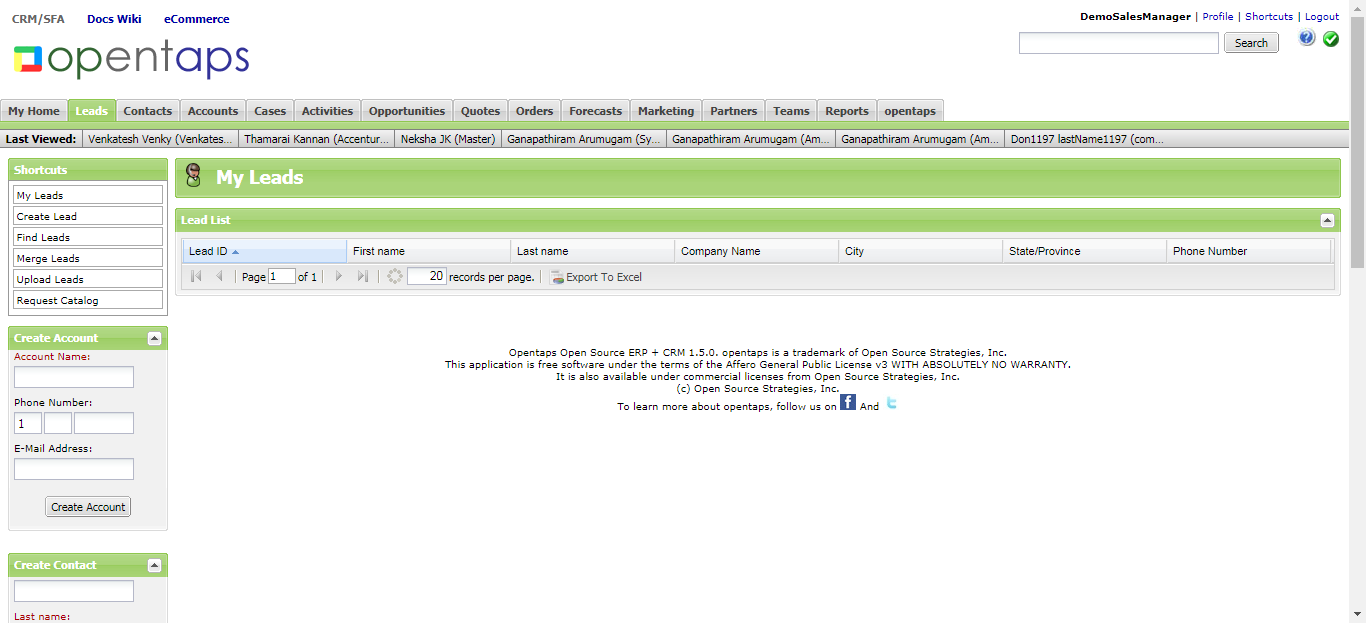 CRM/SFA Docs Wiki eCommerce
DemoSalesManager | Profile | Shortcuts | Logout
opentaps
Search
My Home Leads Contacts Accounts Cases Activities Opportunities Quotes Orders Forecasts Marketing Partners Teams Reports opentaps
Last Viewed: Venkatesh Venky (Venkates... Thamarai Kannan (Accentur... Neksha JK (Master) Ganapathiram Arumugam (Sy... Ganapathiram Arumugam (Am... Ganapathiram Arumugam (Am... Don1197 lastName1197 (com...
Shortcuts
My Leads
Create Lead
Find Leads
Merge Leads
Upload Leads
Request Catalog
Create Account
Account Name:
Phone Number:
1
E-Mail Address:
Create Account
Create Contact
Last name:
My Leads
Lead List
Lead ID First name Last name Company Name City State/Province Phone Number
Page 1 of 1 20 records per page. Export To Excel
Opentaps Open Source ERP + CRM 1.5.0. opentaps is a trademark of Open Source Strategies, Inc.
This application is free software under the terms of the Affero General Public License v3 WITH ABSOLUTELY NO WARRANTY.
It is also available under commercial licenses from Open Source Strategies, Inc.
(c) Open Source Strategies, Inc.
To learn more about opentaps, follow us on f And t